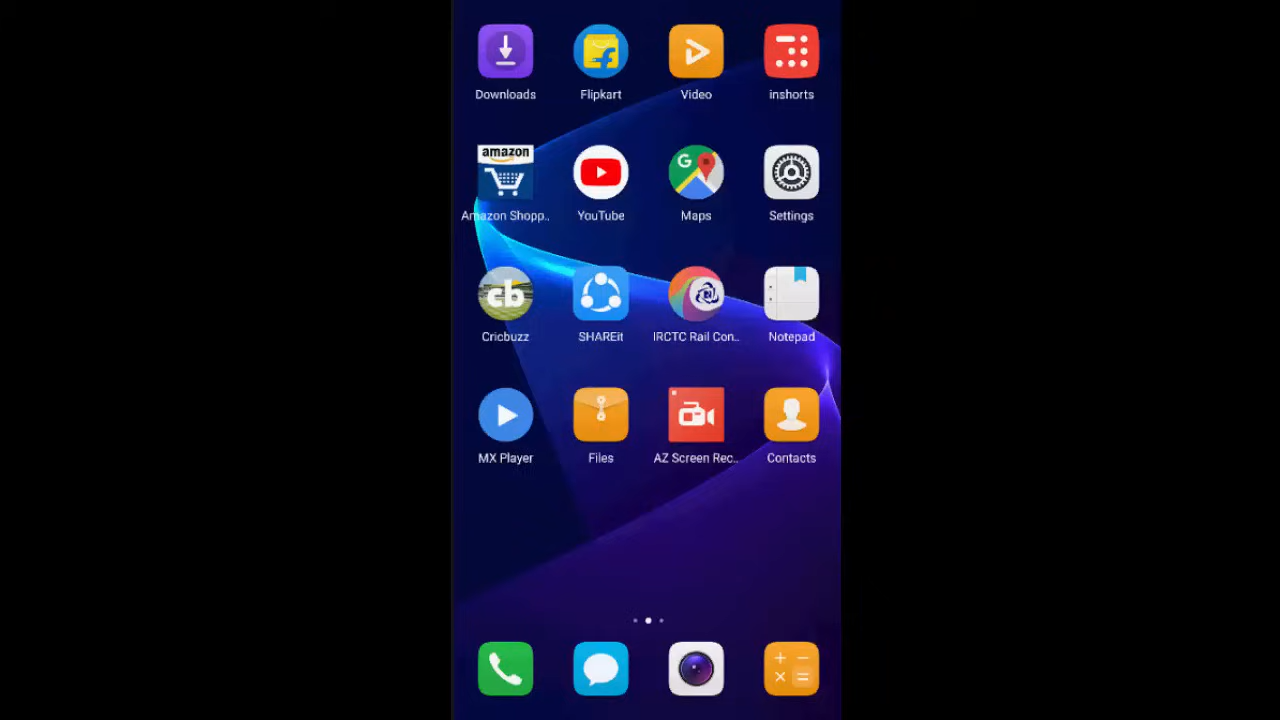 Downloads Flipkart Video inshorts
amazon
Amazon Shopp.. YouTube Maps Settings
cb
Cricbuzz SHAREit IRCTC Rail Con.. Notepad
MX Player Files AZ Screen Rec.. Contacts